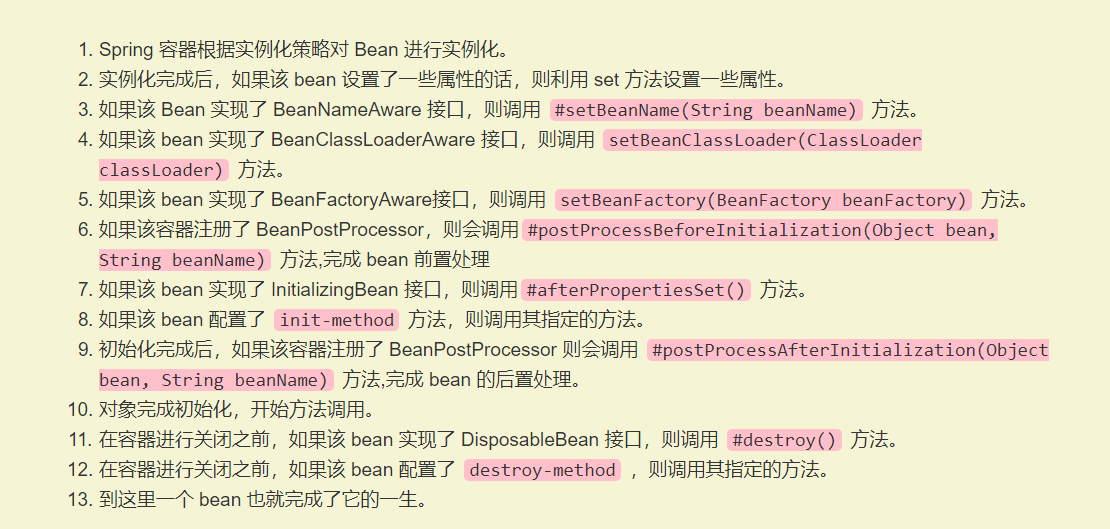 1. Spring 容器根据实例化策略对 Bean 进行实例化。
2. 实例化完成后，如果该 bean 设置了一些属性的话，则利用 set 方法设置一些属性。
3. 如果该 Bean 实现了 BeanNameAware 接口，则调用 #setBeanName(String beanName) 方法。
4. 如果该 bean 实现了 BeanClassLoaderAware 接口，则调用 setBeanClassLoader(ClassLoader
classLoader) 方法。
5. 如果该 bean 实现了 BeanFactoryAware接口，则调用 setBeanFactory(BeanFactory beanFactory) 方法。
6. 如果该容器注册了 BeanPostProcessor，则会调用#postProcessBeforeInitialization(Object bean,
String beanName) 方法,完成 bean 前置处理
7. 如果该 bean 实现了 InitializingBean 接口，则调用#afterPropertiesSet() 方法。
8. 如果该 bean 配置了 init-method 方法，则调用其指定的方法。
9. 初始化完成后，如果该容器注册了 BeanPostProcessor 则会调用 #postProcessAfterInitialization(Object
bean, String beanName) 方法,完成 bean 的后置处理。
10. 对象完成初始化，开始方法调用。
11. 在容器进行关闭之前，如果该 bean 实现了 DisposableBean 接口，则调用 #destroy() 方法。
12. 在容器进行关闭之前，如果该 bean 配置了 destroy-method ，则调用其指定的方法。
13. 到这里一个 bean 也就完成了它的一生。